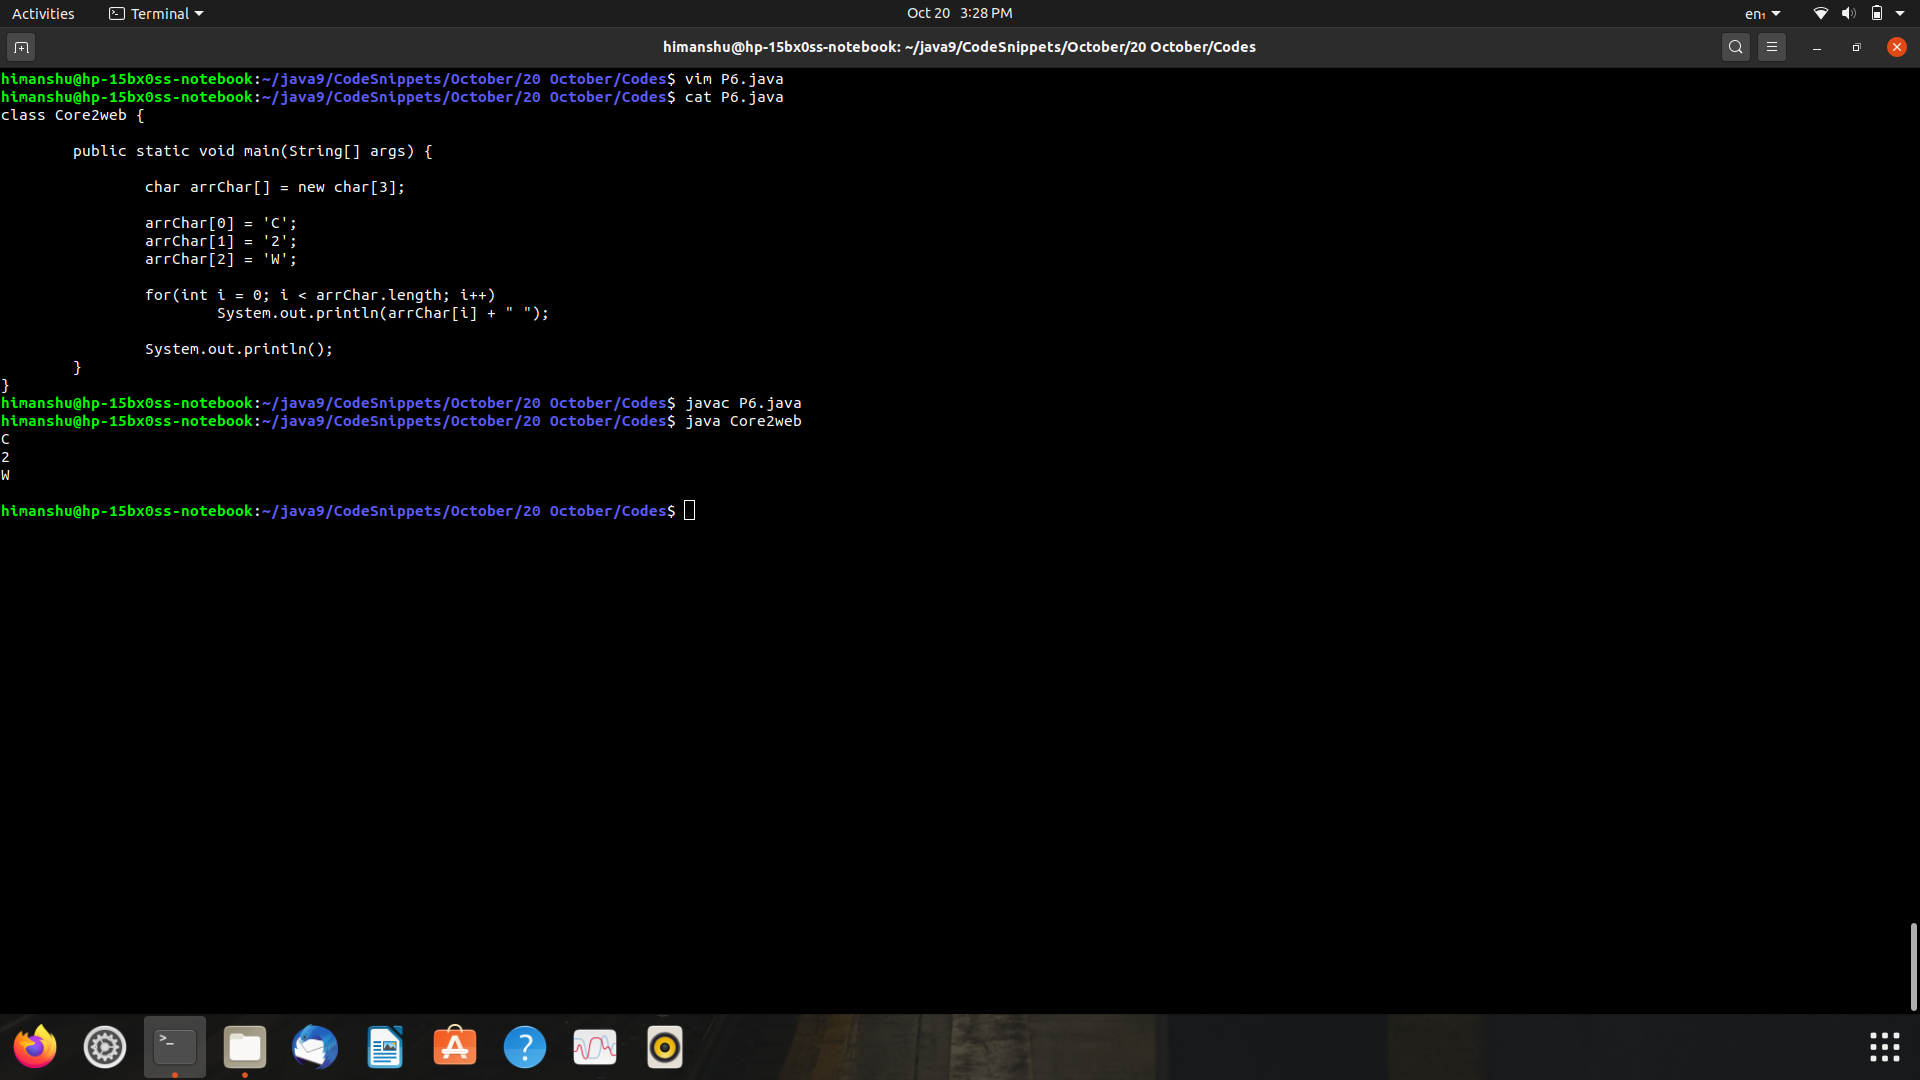 Activities Terminal Oct 20 3:28 PM en₁
himanshu@hp-15bx0ss-notebook: ~/java9/CodeSnippets/October/20 October/Codes
himanshu@hp-15bx0ss-notebook:~/java9/CodeSnippets/October/20 October/Codes$ vim P6.java
himanshu@hp-15bx0ss-notebook:~/java9/CodeSnippets/October/20 October/Codes$ cat P6.java
class Core2web {
        public static void main(String[] args) {
                char arrChar[] = new char[3];
                arrChar[0] = 'C';
                arrChar[1] = '2';
                arrChar[2] = 'W';
                for(int i = 0; i < arrChar.length; i++)
                        System.out.println(arrChar[i] + " ");
                System.out.println();
        }
}
himanshu@hp-15bx0ss-notebook:~/java9/CodeSnippets/October/20 October/Codes$ javac P6.java
himanshu@hp-15bx0ss-notebook:~/java9/CodeSnippets/October/20 October/Codes$ java Core2web
C
2
W
himanshu@hp-15bx0ss-notebook:~/java9/CodeSnippets/October/20 October/Codes$